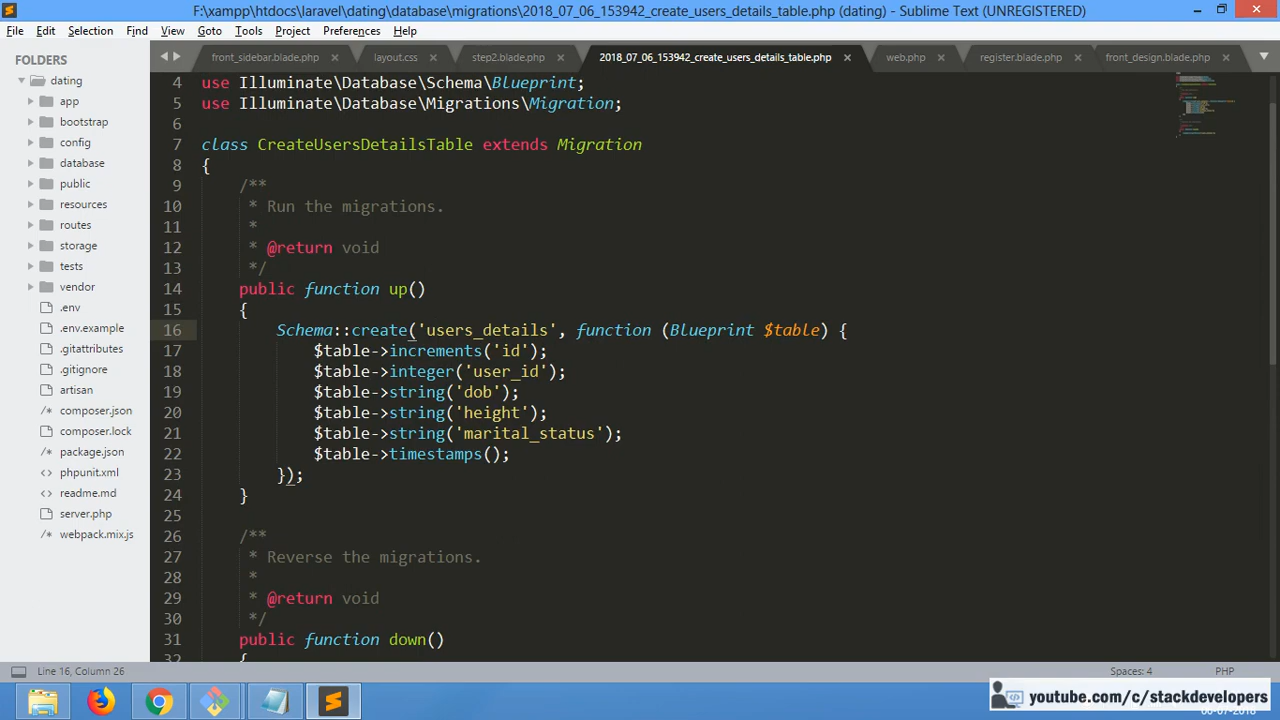 F:\xampp\htdocs\laravel\dating\database\migrations\2018_07_06_153942_create_users_details_table.php (dating) - Sublime Text (UNREGISTERED)
File Edit Selection Find View Goto Tools Project Preferences Help
FOLDERS
dating
app
bootstrap
config
database
public
resources
routes
storage
tests
vendor
.env
.env.example
.gitattributes
.gitignore
artisan
composer.json
composer.lock
package.json
phpunit.xml
readme.md
server.php
webpack.mix.js
front_sidebar.blade.php layout.css step2.blade.php 2018_07_06_153942_create_users_details_table.php web.php register.blade.php front_design.blade.php
4 use Illuminate\Database\Schema\Blueprint;
5 use Illuminate\Database\Migrations\Migration;
6
7 class CreateUsersDetailsTable extends Migration
8 {
9 /**
10 * Run the migrations.
11 *
12 * @return void
13 */
14 public function up()
15 {
16 Schema::create('users_details', function (Blueprint $table) {
17 $table->increments('id');
18 $table->integer('user_id');
19 $table->string('dob');
20 $table->string('height');
21 $table->string('marital_status');
22 $table->timestamps();
23 });
24 }
25
26 /**
27 * Reverse the migrations.
28 *
29 * @return void
30 */
31 public function down()
32 {
Line 16, Column 26 Spaces: 4 PHP
youtube.com/c/stackdevelopers